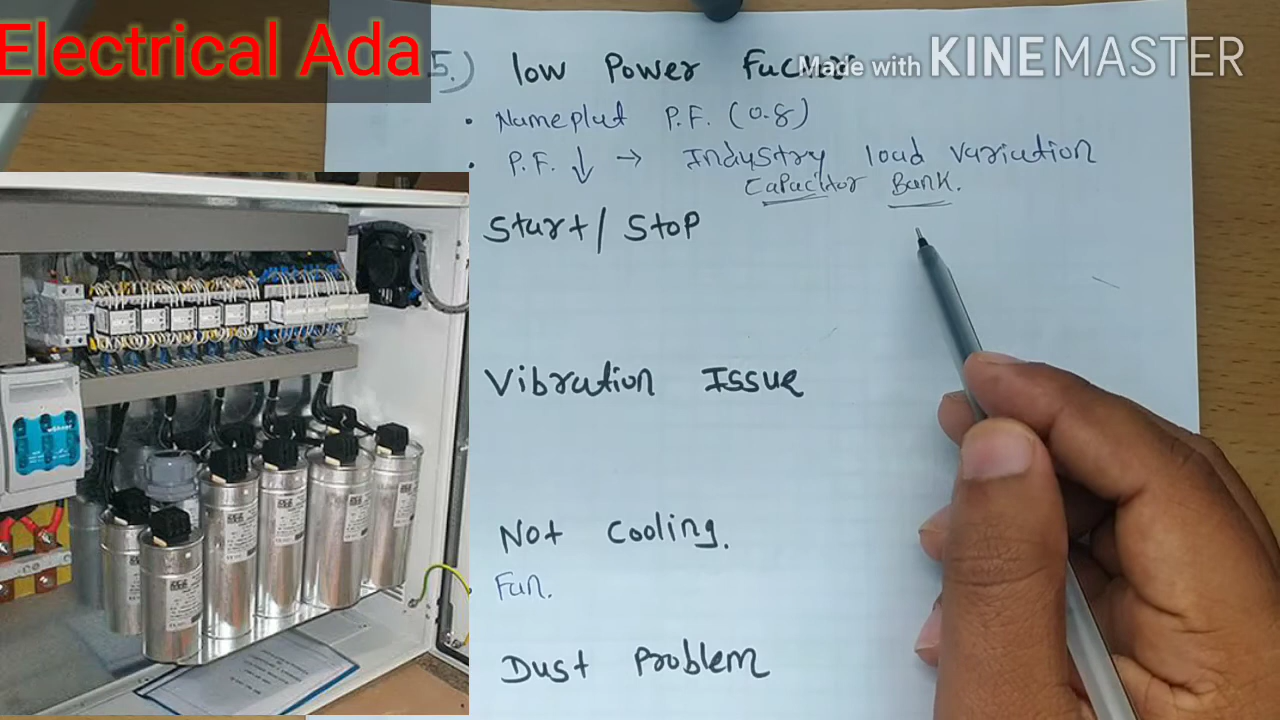 Electrical Ada
Made with KINEMASTER
5.) low Power Factor
• Nameplat P.F. (0.8)
• P.F. ↓ → Industry load variation
Capacitor Bank.
Start/Stop
Vibration Issue
Not Cooling.
• Fan.
Dust Problem